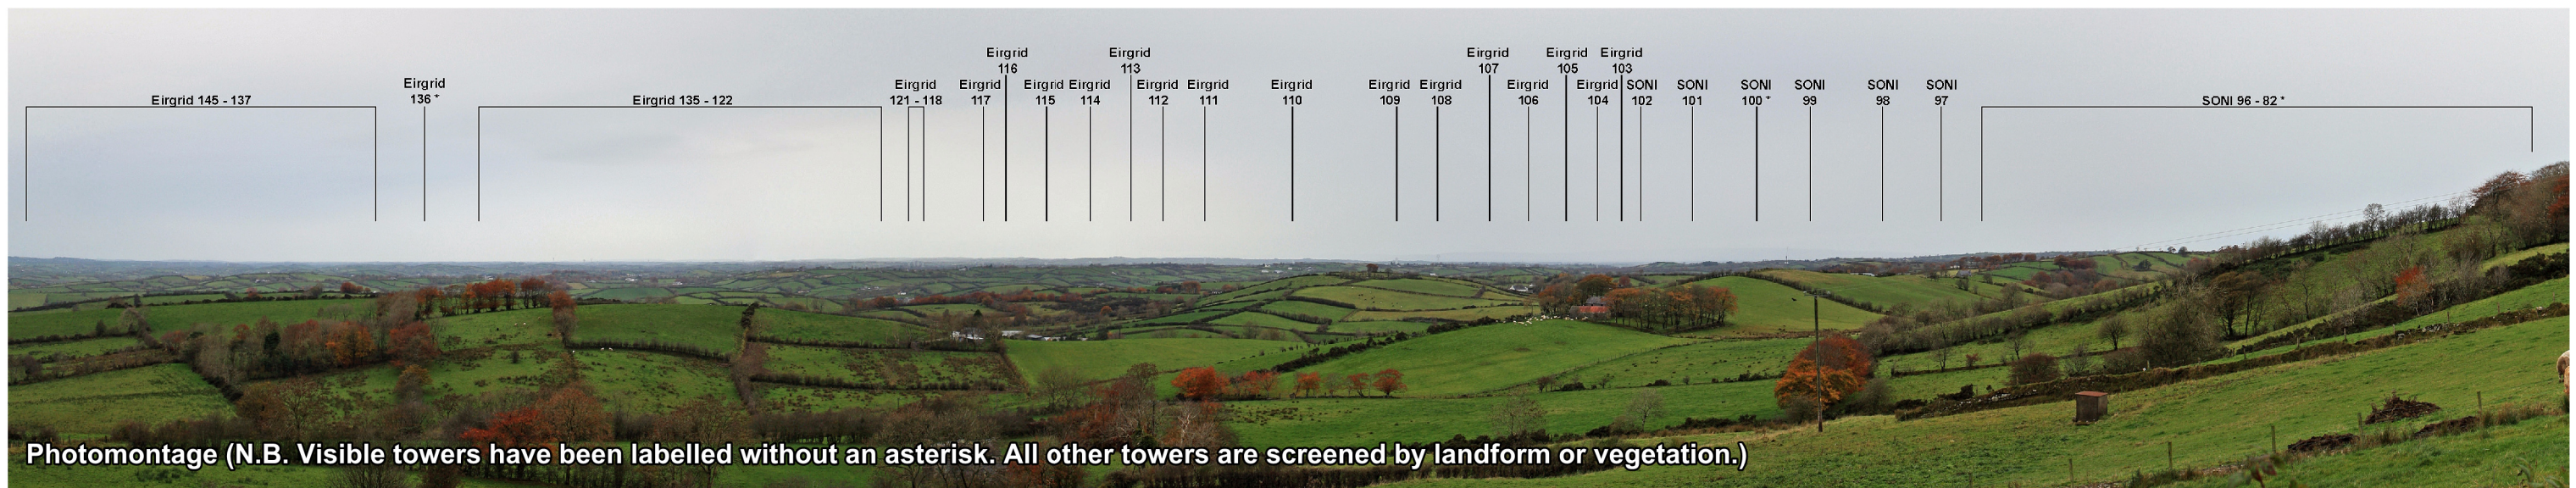 Eirgrid 145 - 137
Eirgrid
136 *
Eirgrid 135 - 122
Eirgrid
121 - 118
Eirgrid
117
Eirgrid
116
Eirgrid
115
Eirgrid
114
Eirgrid
113
Eirgrid
112
Eirgrid
111
Eirgrid
110
Eirgrid
109
Eirgrid
108
Eirgrid
107
Eirgrid
106
Eirgrid
105
Eirgrid
104
Eirgrid
103
SONI
102
SONI
101
SONI
100 *
SONI
99
SONI
98
SONI
97
SONI 96 - 82 *
Photomontage (N.B. Visible towers have been labelled without an asterisk. All other towers are screened by landform or vegetation.)